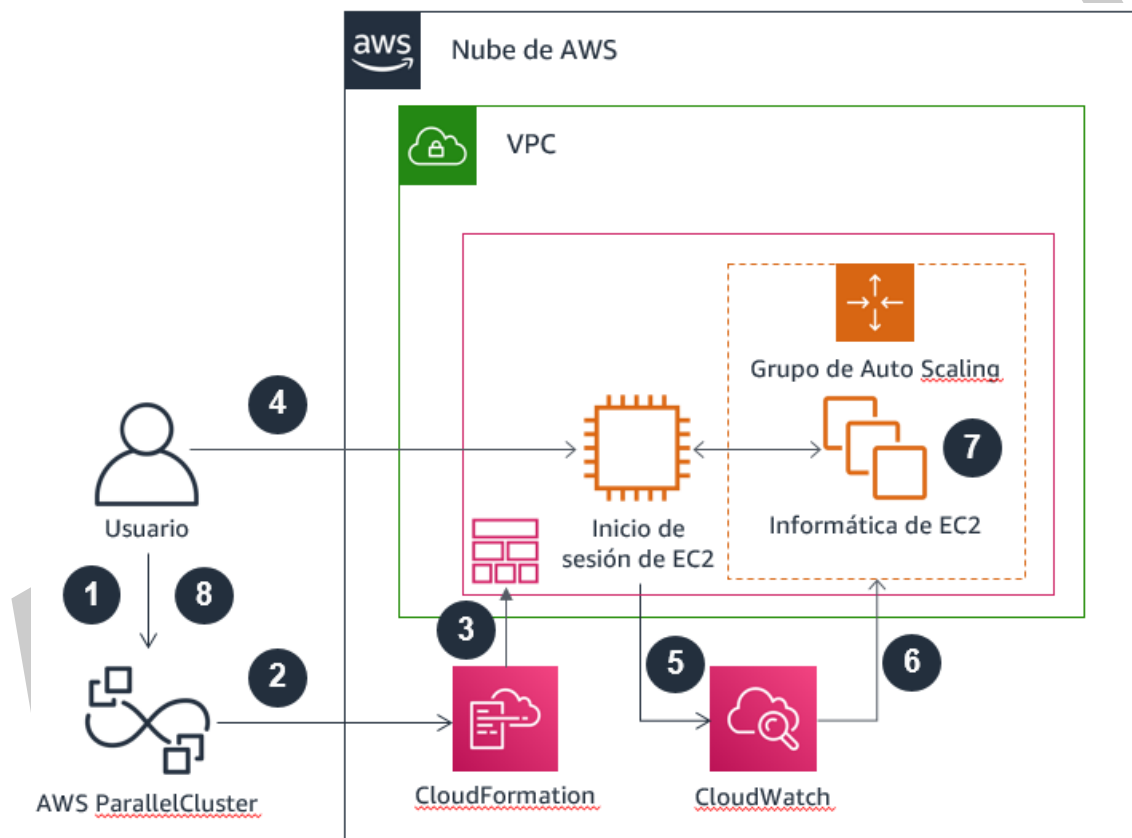 aws
Nube de AWS
VPC
Grupo de Auto Scaling
4
7
Usuario
Inicio de
sesión de EC2
Informática de EC2
1
8
3
5
6
2
AWS ParallelCluster
CloudFormation
CloudWatch